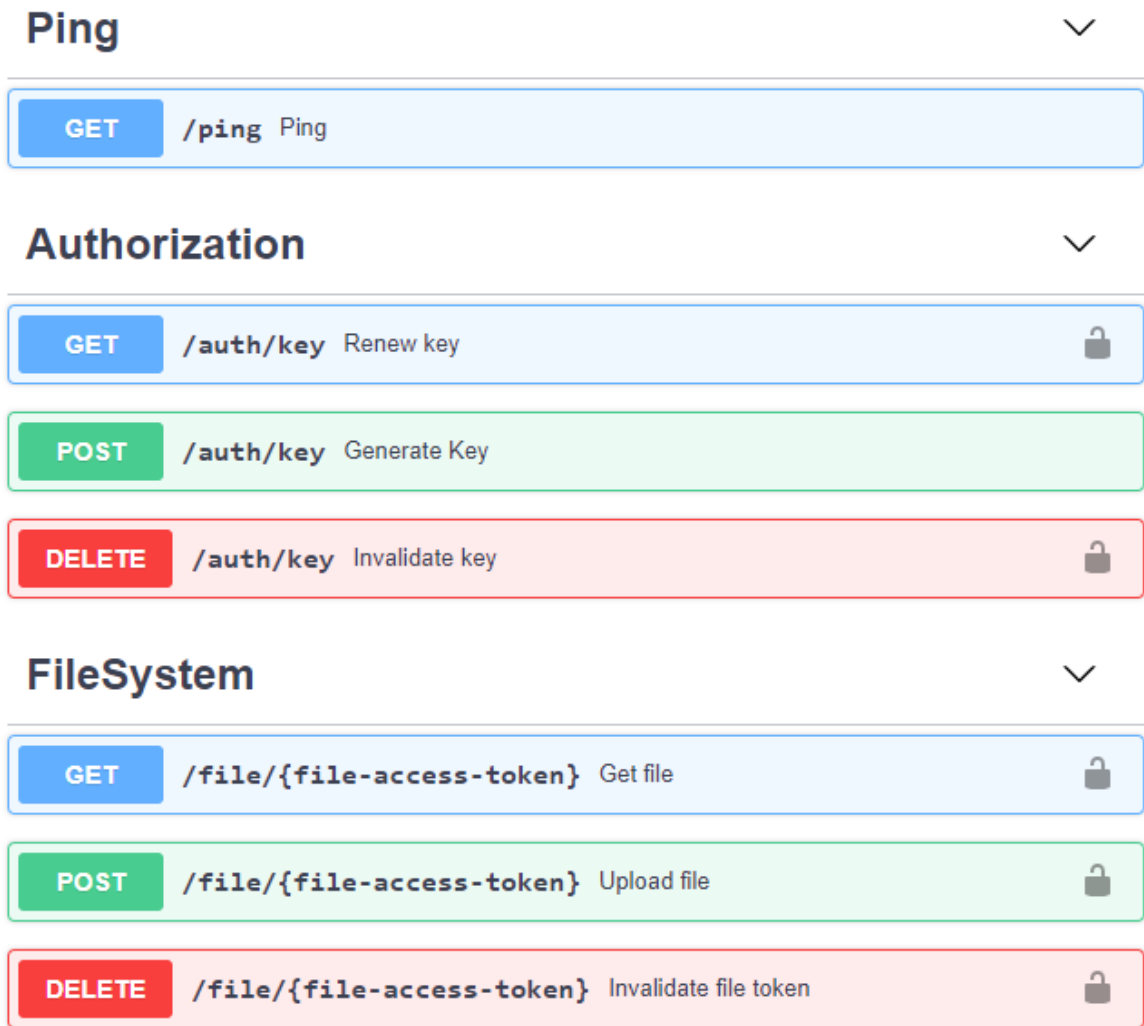 Ping
GET /ping Ping
Authorization
GET /auth/key Renew key
POST /auth/key Generate Key
DELETE /auth/key Invalidate key
FileSystem
GET /file/{file-access-token} Get file
POST /file/{file-access-token} Upload file
DELETE /file/{file-access-token} Invalidate file token